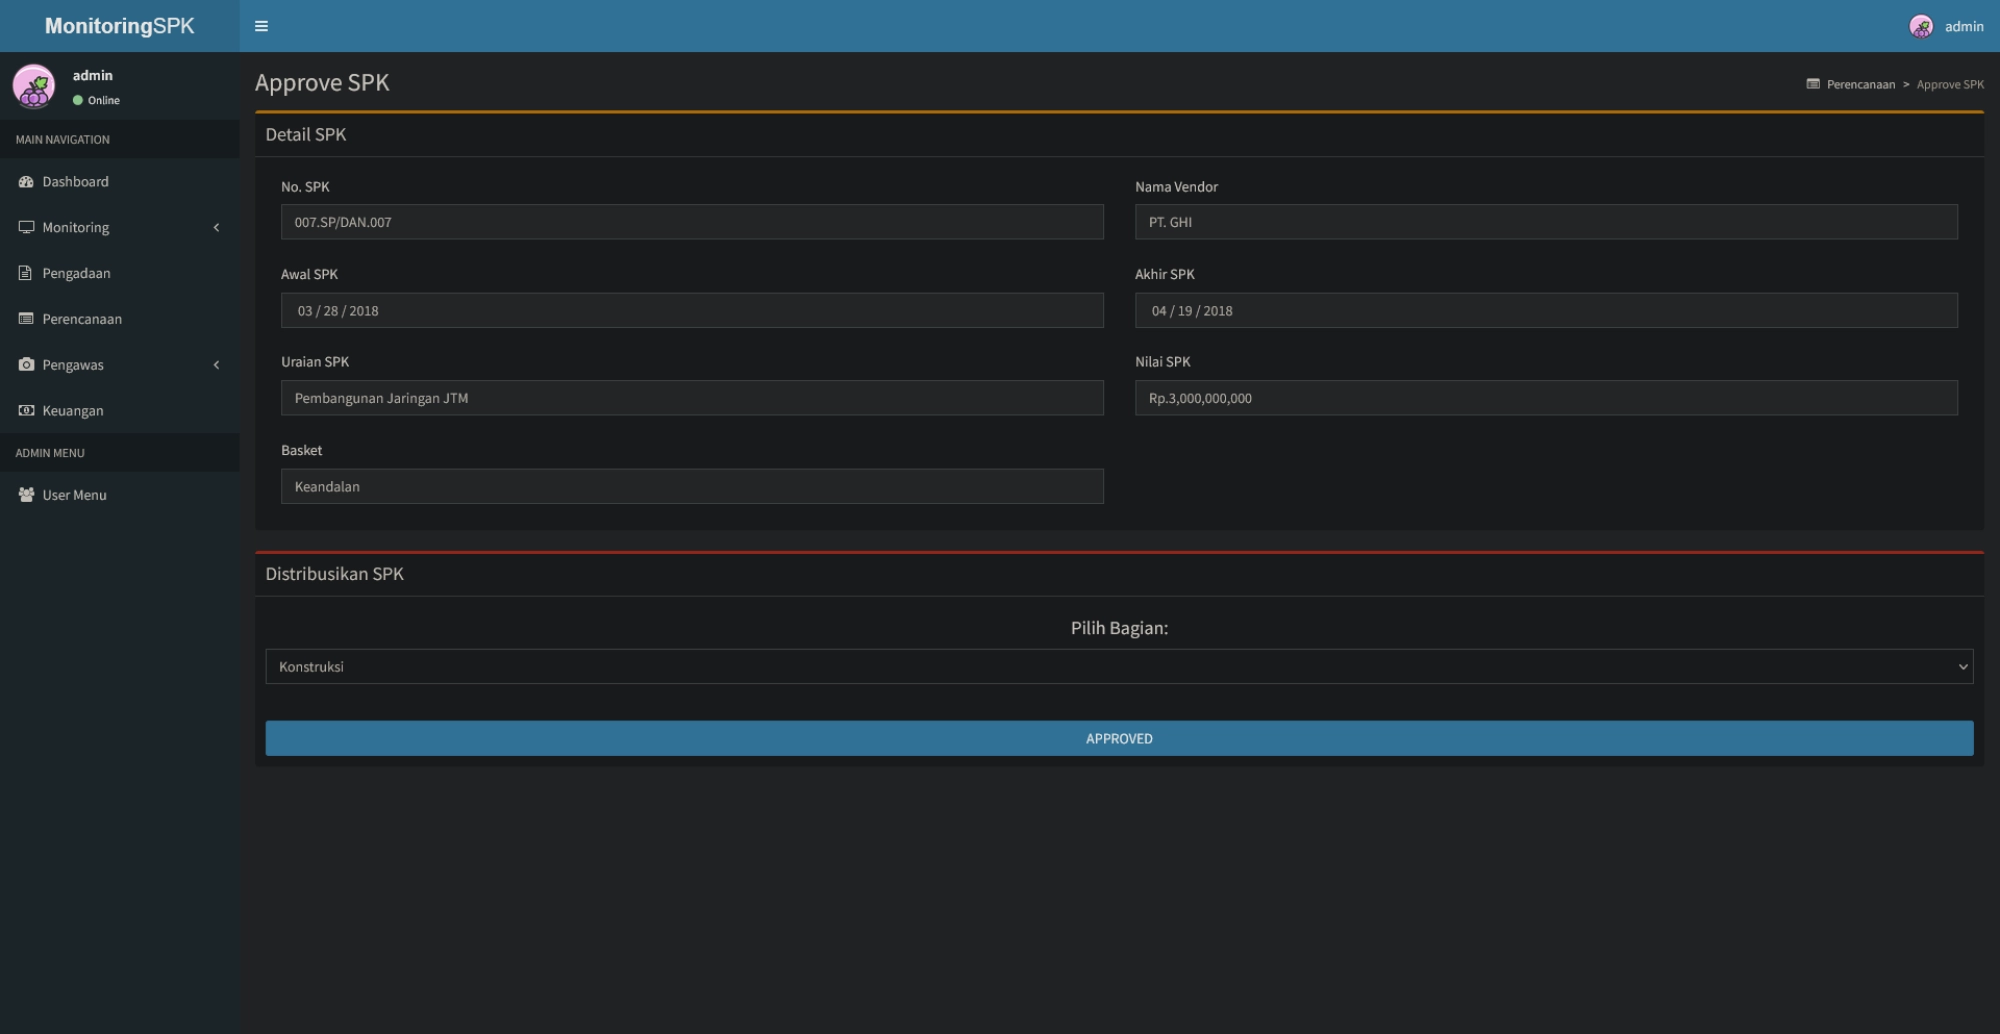 MonitoringSPK
admin
admin
Online
MAIN NAVIGATION
Dashboard
Monitoring
Pengadaan
Perencanaan
Pengawas
Keuangan
ADMIN MENU
User Menu
Approve SPK
Perencanaan > Approve SPK
Detail SPK
No. SPK
007.SP/DAN.007
Nama Vendor
PT. GHI
Awal SPK
03 / 28 / 2018
Akhir SPK
04 / 19 / 2018
Uraian SPK
Pembangunan Jaringan JTM
Nilai SPK
Rp.3,000,000,000
Basket
Keandalan
Distribusikan SPK
Pilih Bagian:
Konstruksi
APPROVED